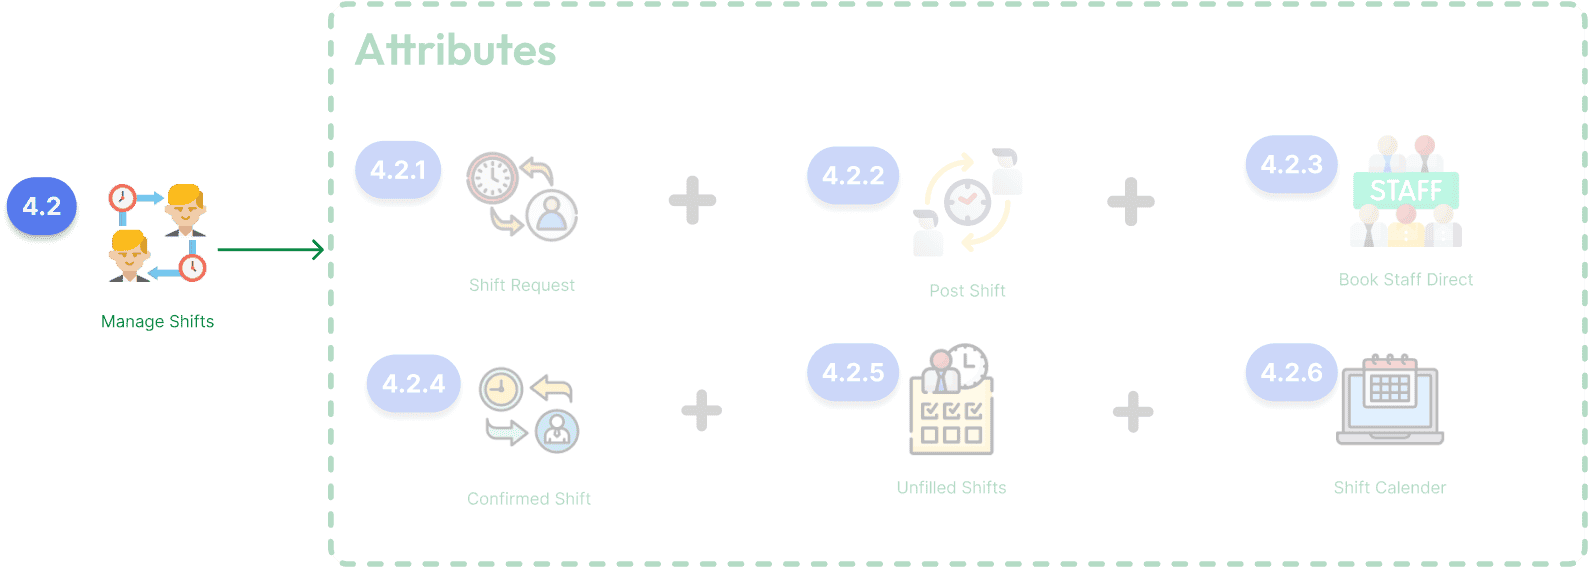 Attributes
4.2
Manage Shifts
4.2.1
Shift Request
4.2.2
Post Shift
4.2.3
STAFF
Book Staff Direct
4.2.4
Confirmed Shift
4.2.5
Unfilled Shifts
4.2.6
Shift Calender